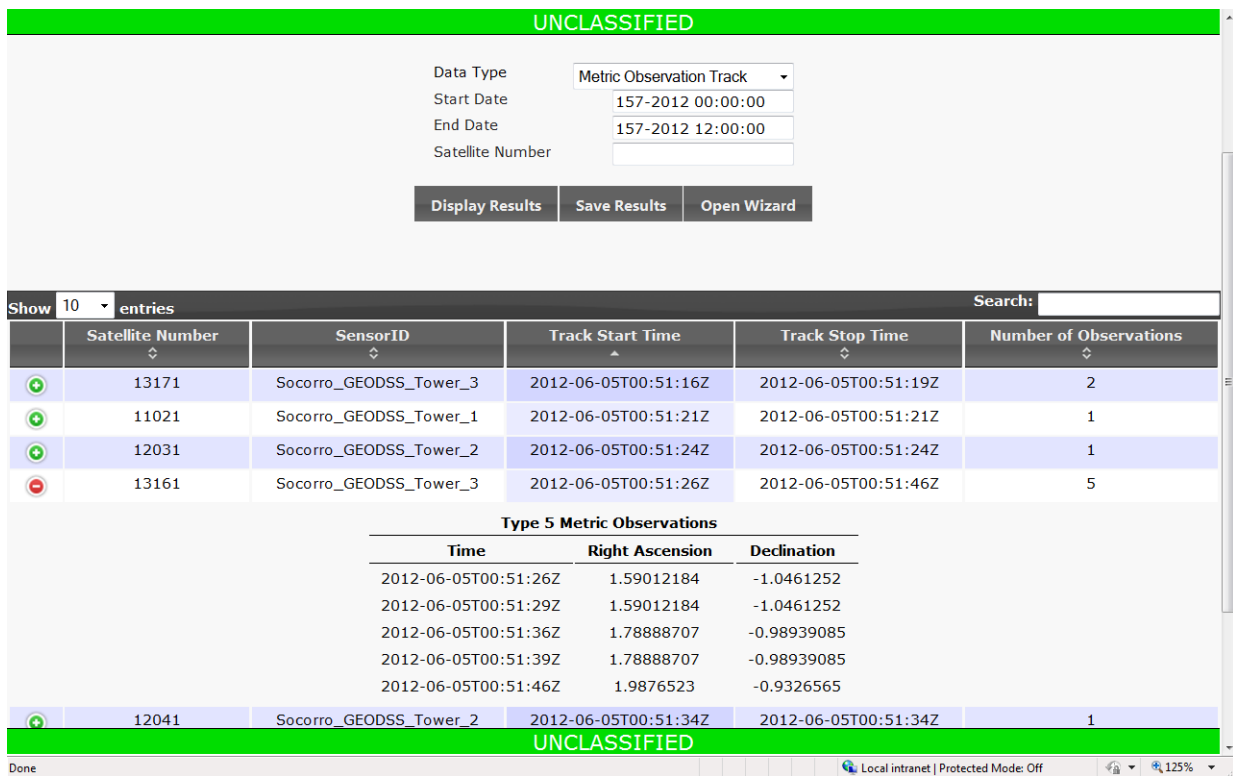 UNCLASSIFIED
Data Type Metric Observation Track
Start Date 157-2012 00:00:00
End Date 157-2012 12:00:00
Satellite Number
Display Results Save Results Open Wizard
Show 10 entries Search:
Satellite Number SensorID Track Start Time Track Stop Time Number of Observations
13171 Socorro_GEODSS_Tower_3 2012-06-05T00:51:16Z 2012-06-05T00:51:19Z 2
11021 Socorro_GEODSS_Tower_1 2012-06-05T00:51:21Z 2012-06-05T00:51:21Z 1
12031 Socorro_GEODSS_Tower_2 2012-06-05T00:51:24Z 2012-06-05T00:51:24Z 1
13161 Socorro_GEODSS_Tower_3 2012-06-05T00:51:26Z 2012-06-05T00:51:46Z 5
Type 5 Metric Observations
Time Right Ascension Declination
2012-06-05T00:51:26Z 1.59012184 -1.0461252
2012-06-05T00:51:29Z 1.59012184 -1.0461252
2012-06-05T00:51:36Z 1.78888707 -0.98939085
2012-06-05T00:51:39Z 1.78888707 -0.98939085
2012-06-05T00:51:46Z 1.9876523 -0.9326565
12041 Socorro_GEODSS_Tower_2 2012-06-05T00:51:34Z 2012-06-05T00:51:34Z 1
UNCLASSIFIED
Done Local intranet | Protected Mode: Off 125%